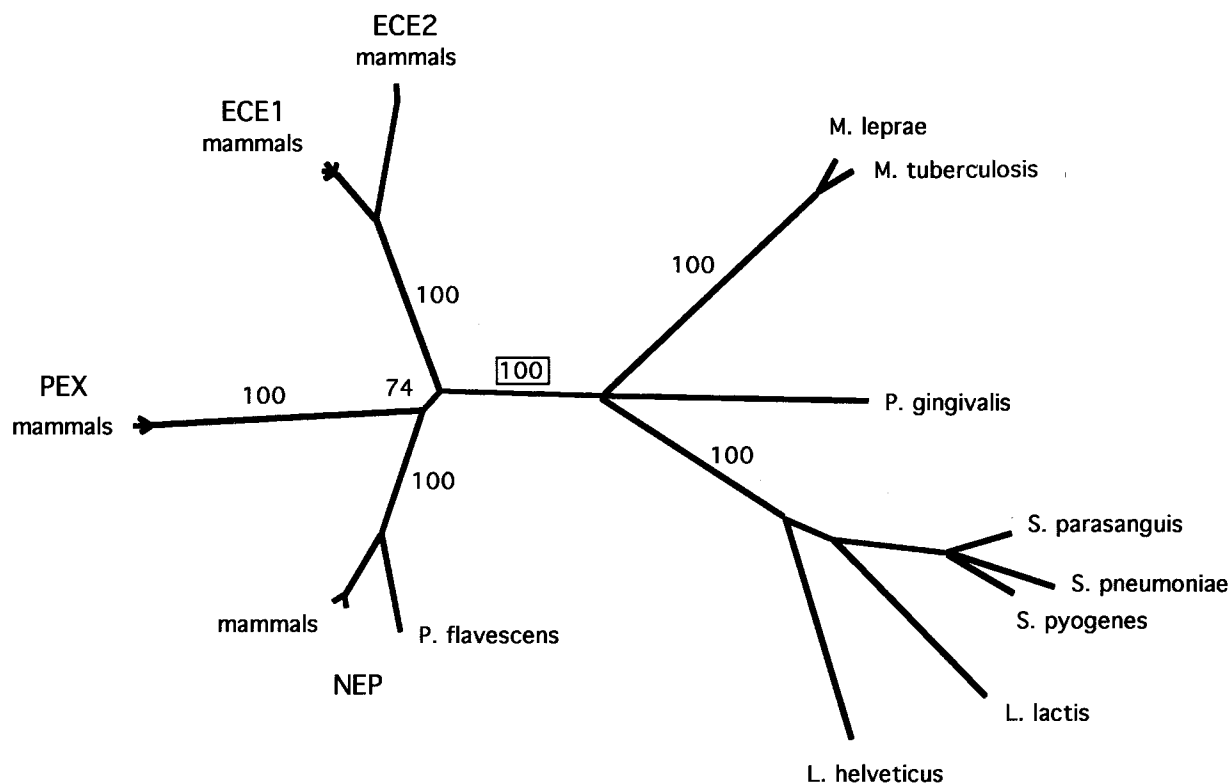 ECE2
mammals
ECE1
mammals
M. leprae
M. tuberculosis
100
100
100
PEX
mammals
100
74
P. gingivalis
100
100
S. parasanguis
S. pneumoniae
S. pyogenes
mammals
P. flavescens
NEP
L. lactis
L. helveticus